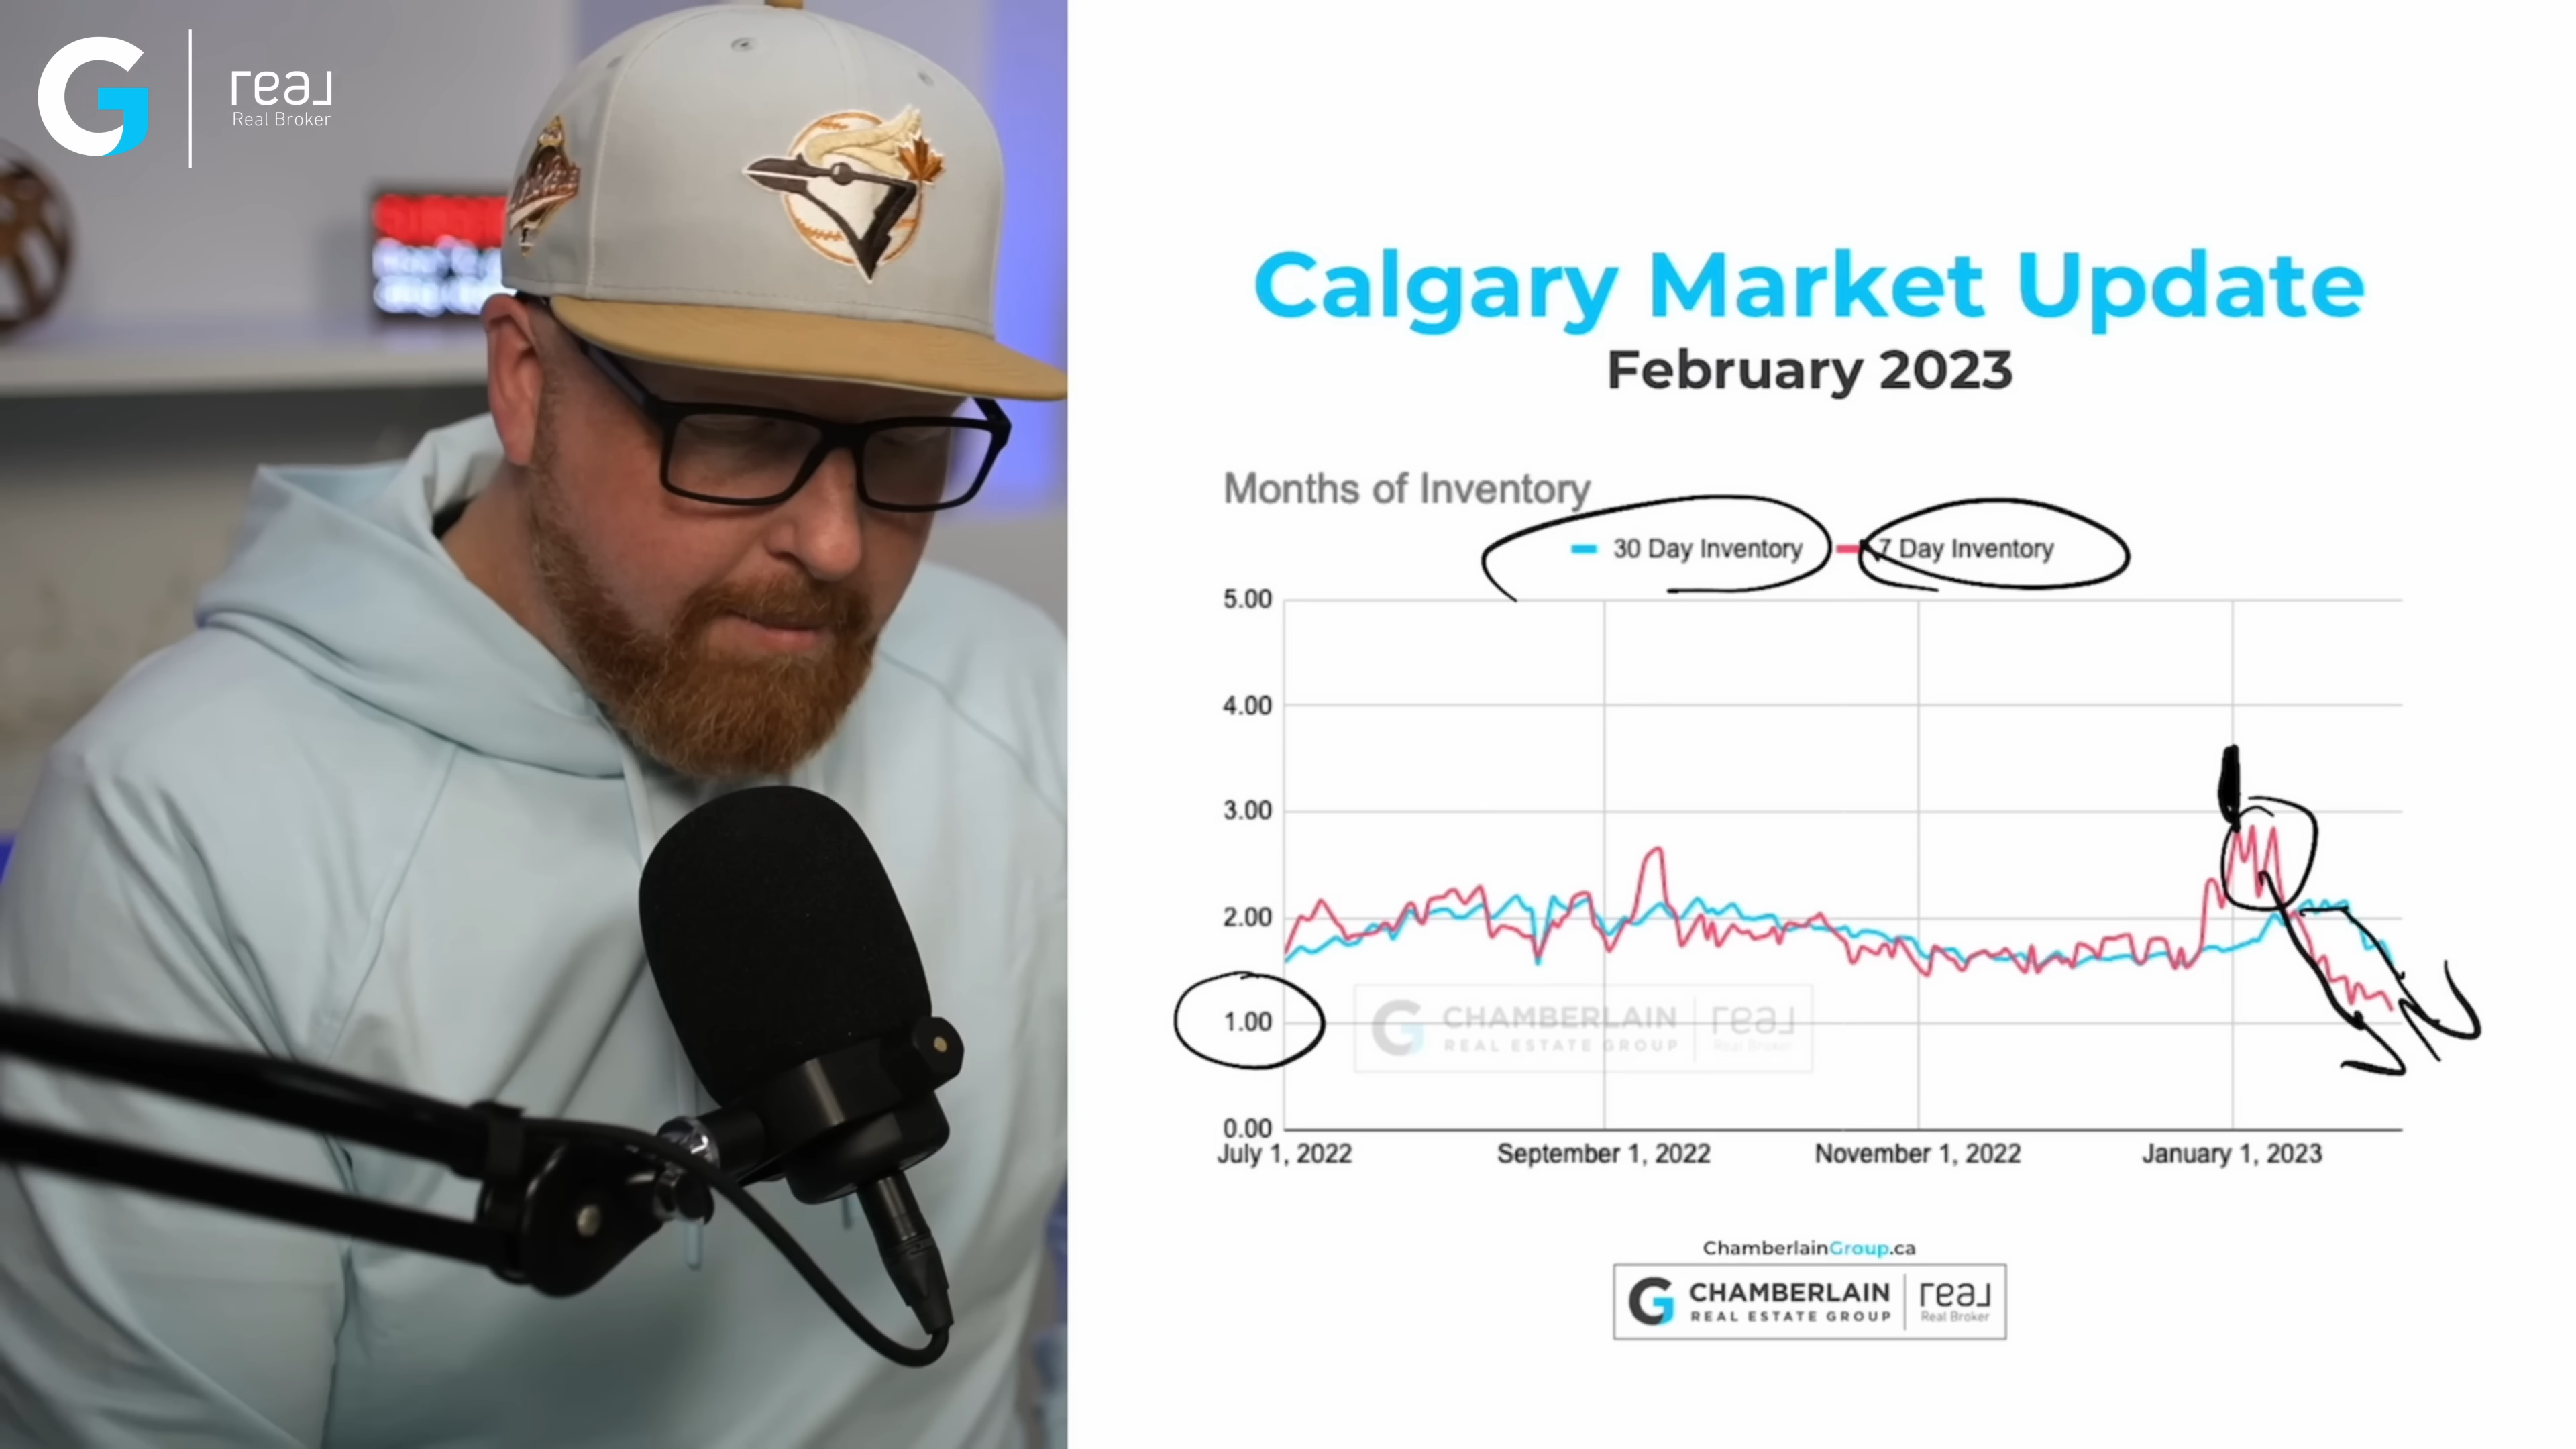 real
Real Broker
Calgary Market Update
February 2023
Months of Inventory
30 Day Inventory
7 Day Inventory
5.00
4.00
3.00
2.00
1.00
0.00
July 1, 2022
September 1, 2022
November 1, 2022
January 1, 2023
CHAMBERLAIN
REAL ESTATE GROUP
real
Real Broker
ChamberlainGroup.ca
CHAMBERLAIN
REAL ESTATE GROUP
real
Real Broker